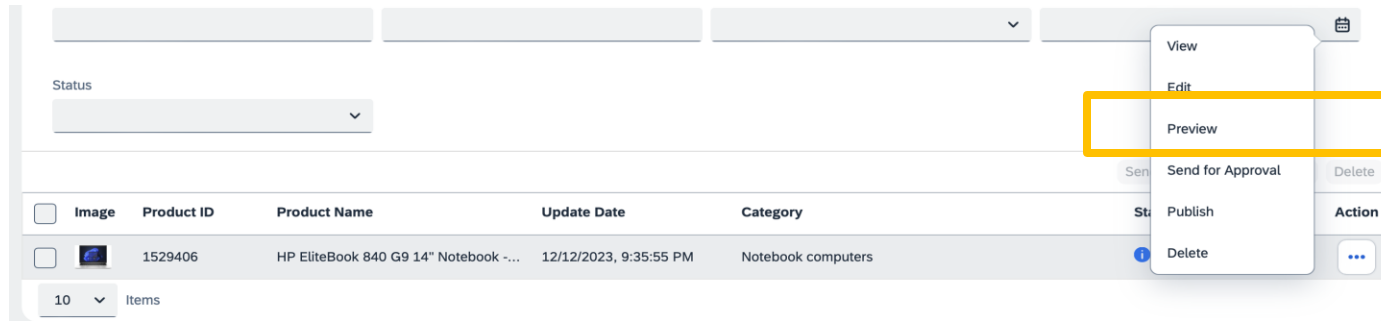 View
Status
Edit
Preview
Send for Approval
Delete
Image Product ID Product Name Update Date Category
Publish
Action
1529406 HP EliteBook 840 G9 14" Notebook -... 12/12/2023, 9:35:55 PM Notebook computers
Delete
10 Items